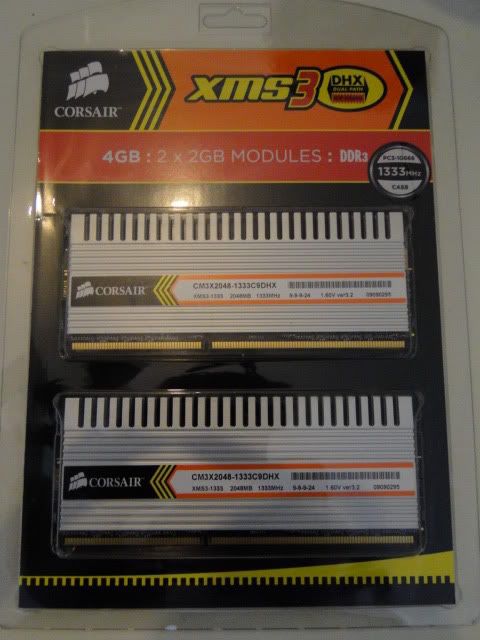 CORSAIR™
XMS3
DHX
DUAL-PATH
4GB : 2 x 2GB MODULES : DDR3
PC3-10666
1333MHz
CAS9
CORSAIR
CM3X2048-1333C9DHX
XMS3-1333 2048MB 1333MHz 9-9-9-24 1.60V ver3.2 09090295
CORSAIR
CM3X2048-1333C9DHX
XMS3-1333 2048MB 1333MHz 9-9-9-24 1.60V ver3.2 09090295